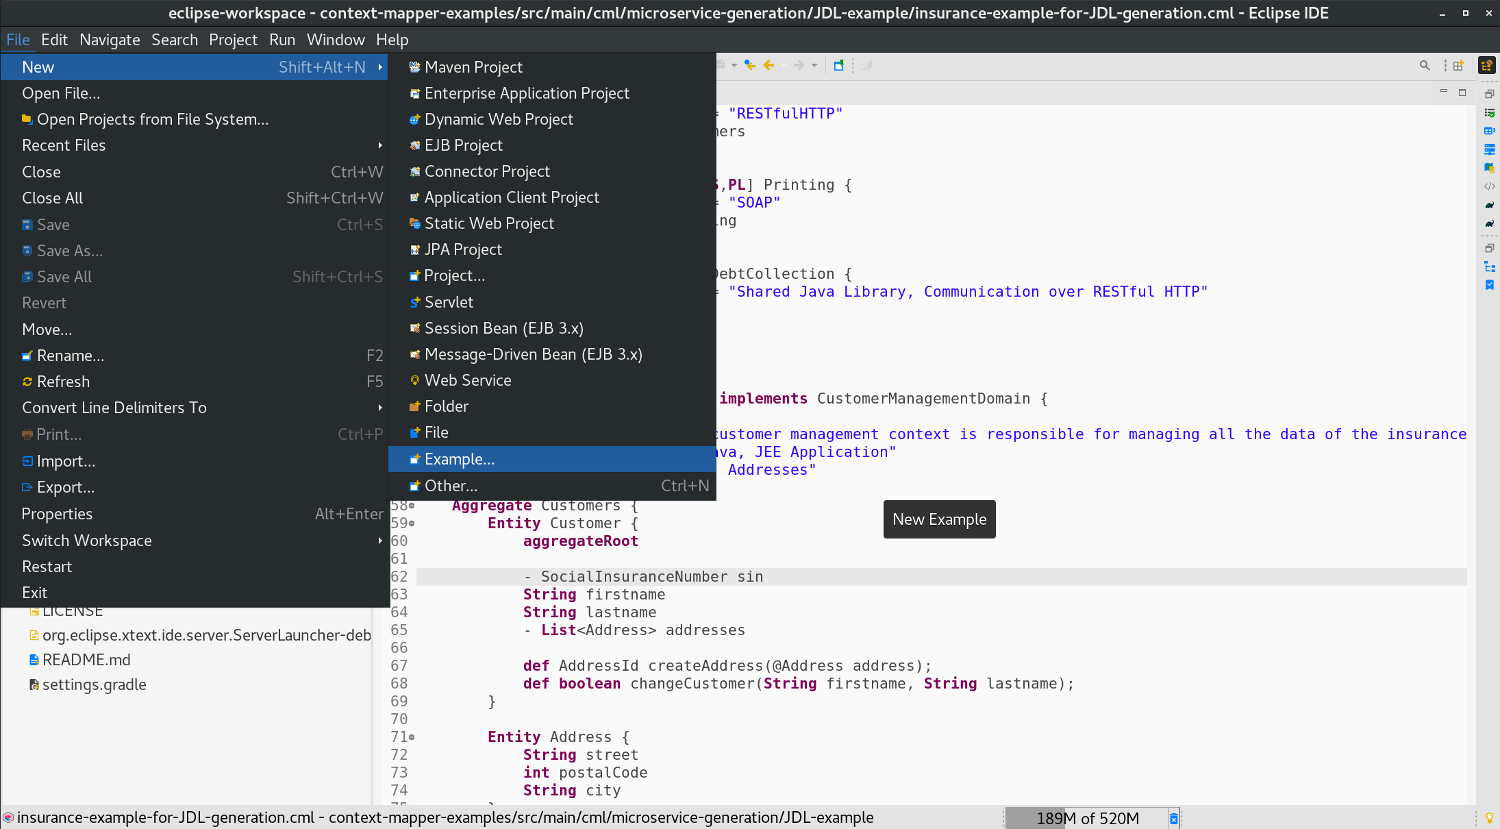 eclipse-workspace - context-mapper-examples/src/main/cml/microservice-generation/JDL-example/insurance-example-for-JDL-generation.cml - Eclipse IDE
File Edit Navigate Search Project Run Window Help
New Shift+Alt+N
Open File...
Open Projects from File System...
Recent Files
Close Ctrl+W
Close All Shift+Ctrl+W
Save Ctrl+S
Save As...
Save All Shift+Ctrl+S
Revert
Move...
Rename... F2
Refresh F5
Convert Line Delimiters To
Print... Ctrl+P
Import...
Export...
Properties Alt+Enter
Switch Workspace
Restart
Exit
Maven Project
Enterprise Application Project
Dynamic Web Project
EJB Project
Connector Project
Application Client Project
Static Web Project
JPA Project
Project...
Servlet
Session Bean (EJB 3.x)
Message-Driven Bean (EJB 3.x)
Web Service
Folder
File
Example...
Other... Ctrl+N
New Example
LICENSE
org.eclipse.xtext.ide.server.ServerLauncher-deb
README.md
settings.gradle
= "RESTfulHTTP"
,PL] Printing {
= "SOAP"
DebtCollection {
= "Shared Java Library, Communication over RESTful HTTP"
implements CustomerManagementDomain {
customer management context is responsible for managing all the data of the insurance
ava, JEE Application"
Addresses"
58 Aggregate Customers {
59 Entity Customer {
60 aggregateRoot
61
62 - SocialInsuranceNumber sin
63 String firstname
64 String lastname
65 - List<Address> addresses
66
67 def AddressId createAddress(@Address address);
68 def boolean changeCustomer(String firstname, String lastname);
69 }
70
71 Entity Address {
72 String street
73 int postalCode
74 String city
insurance-example-for-JDL-generation.cml - context-mapper-examples/src/main/cml/microservice-generation/JDL-example
189M of 520M